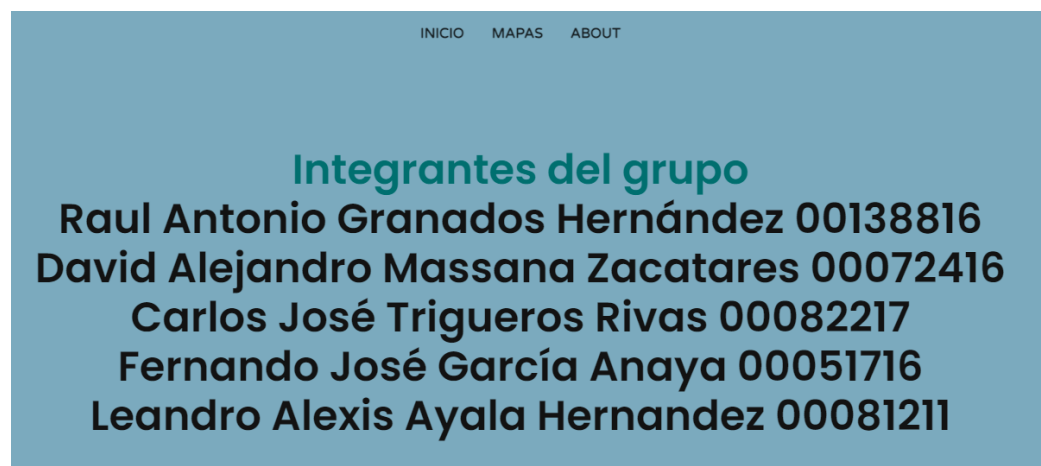 INICIO MAPAS ABOUT
Integrantes del grupo
Raul Antonio Granados Hernández 00138816
David Alejandro Massana Zacatares 00072416
Carlos José Trigueros Rivas 00082217
Fernando José García Anaya 00051716
Leandro Alexis Ayala Hernandez 00081211